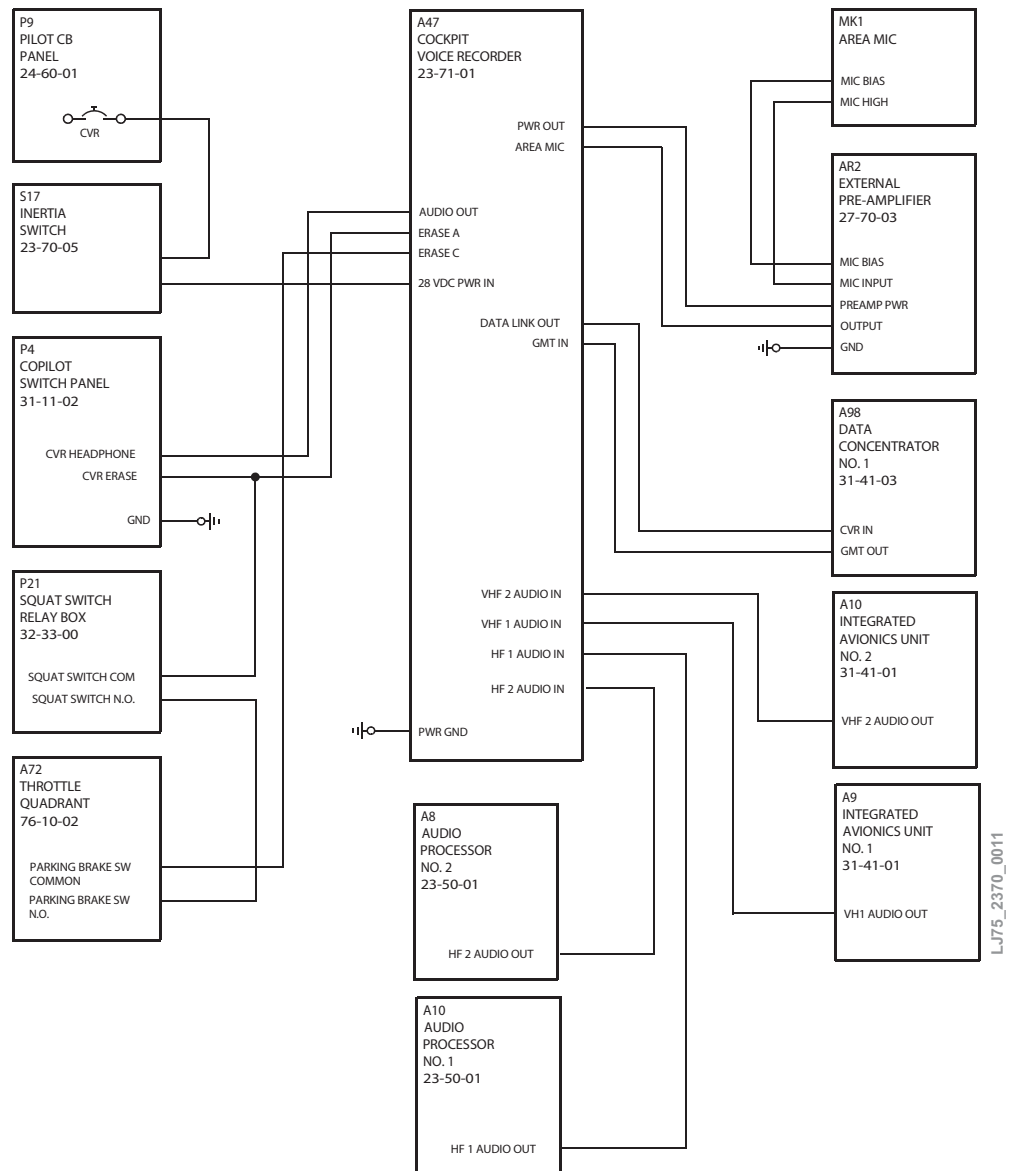 P9
PILOT CB
PANEL
24-60-01
CVR
S17
INERTIA
SWITCH
23-70-05
P4
COPILOT
SWITCH PANEL
31-11-02
CVR HEADPHONE
CVR ERASE
GND
P21
SQUAT SWITCH
RELAY BOX
32-33-00
SQUAT SWITCH COM
SQUAT SWITCH N.O.
A72
THROTTLE
QUADRANT
76-10-02
PARKING BRAKE SW
COMMON
PARKING BRAKE SW
N.O.
A47
COCKPIT
VOICE RECORDER
23-71-01
PWR OUT
AREA MIC
AUDIO OUT
ERASE A
ERASE C
28 VDC PWR IN
DATA LINK OUT
GMT IN
VHF 2 AUDIO IN
VHF 1 AUDIO IN
HF 1 AUDIO IN
HF 2 AUDIO IN
PWR GND
A8
AUDIO
PROCESSOR
NO. 2
23-50-01
HF 2 AUDIO OUT
A10
AUDIO
PROCESSOR
NO. 1
23-50-01
HF 1 AUDIO OUT
MK1
AREA MIC
MIC BIAS
MIC HIGH
AR2
EXTERNAL
PRE-AMPLIFIER
27-70-03
MIC BIAS
MIC INPUT
PREAMP PWR
OUTPUT
GND
A98
DATA
CONCENTRATOR
NO. 1
31-41-03
CVR IN
GMT OUT
A10
INTEGRATED
AVIONICS UNIT
NO. 2
31-41-01
VHF 2 AUDIO OUT
A9
INTEGRATED
AVIONICS UNIT
NO. 1
31-41-01
VH1 AUDIO OUT
LJ75_2370_0011